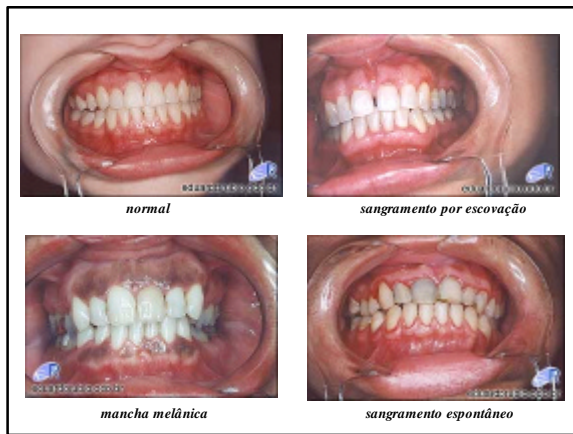 normal
sangramento por escovação
mancha melânica
sangramento espontâneo